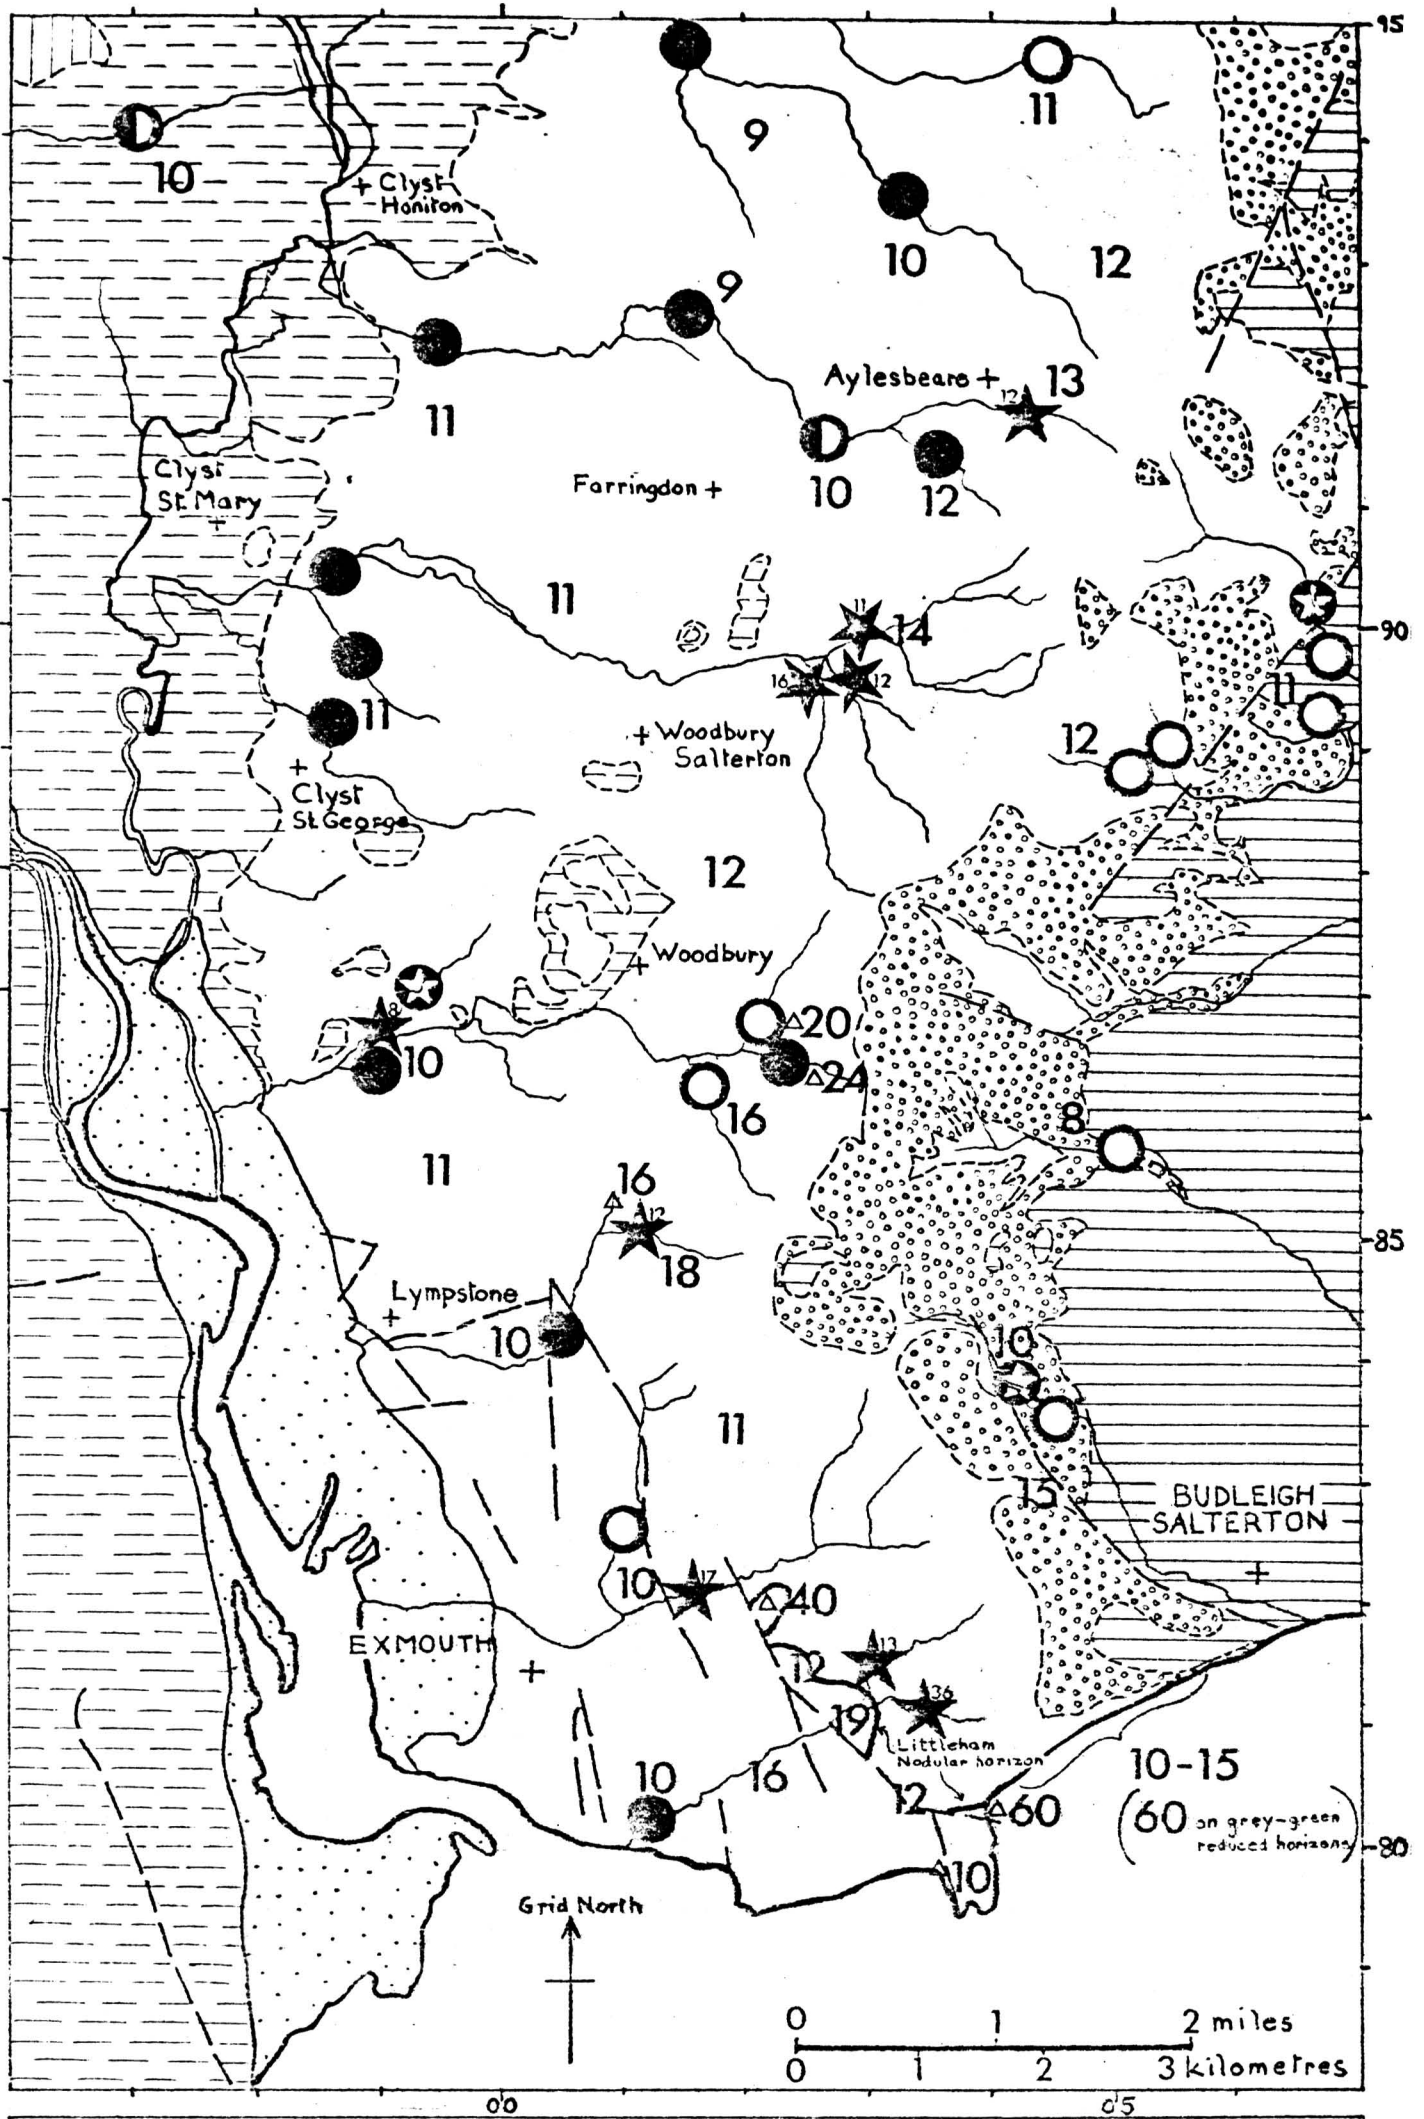 95
11
9
10
+ Clyst
Honiton
10
12
9
Aylesbeare +
12
13
11
Clyst
St. Mary
+
Farringdon +
10
12
11
11
14
90
16
12
11
11
12
+ Woodbury
Salterton
+
Clyst
St. George
12
+ Woodbury
8
20
10
24
16
8
11
16
12
18
85
Lympstone
+
10
10
11
15
BUDLEIGH
SALTERTON
+
10
17
40
EXMOUTH
+
12
13
36
19
Littleham
Nodular horizon
10
16
12
60
10-15
(60 on grey-green
reduced horizons)
80
10
Grid North
0 1 2 miles
0 1 2 3 kilometres
00
05